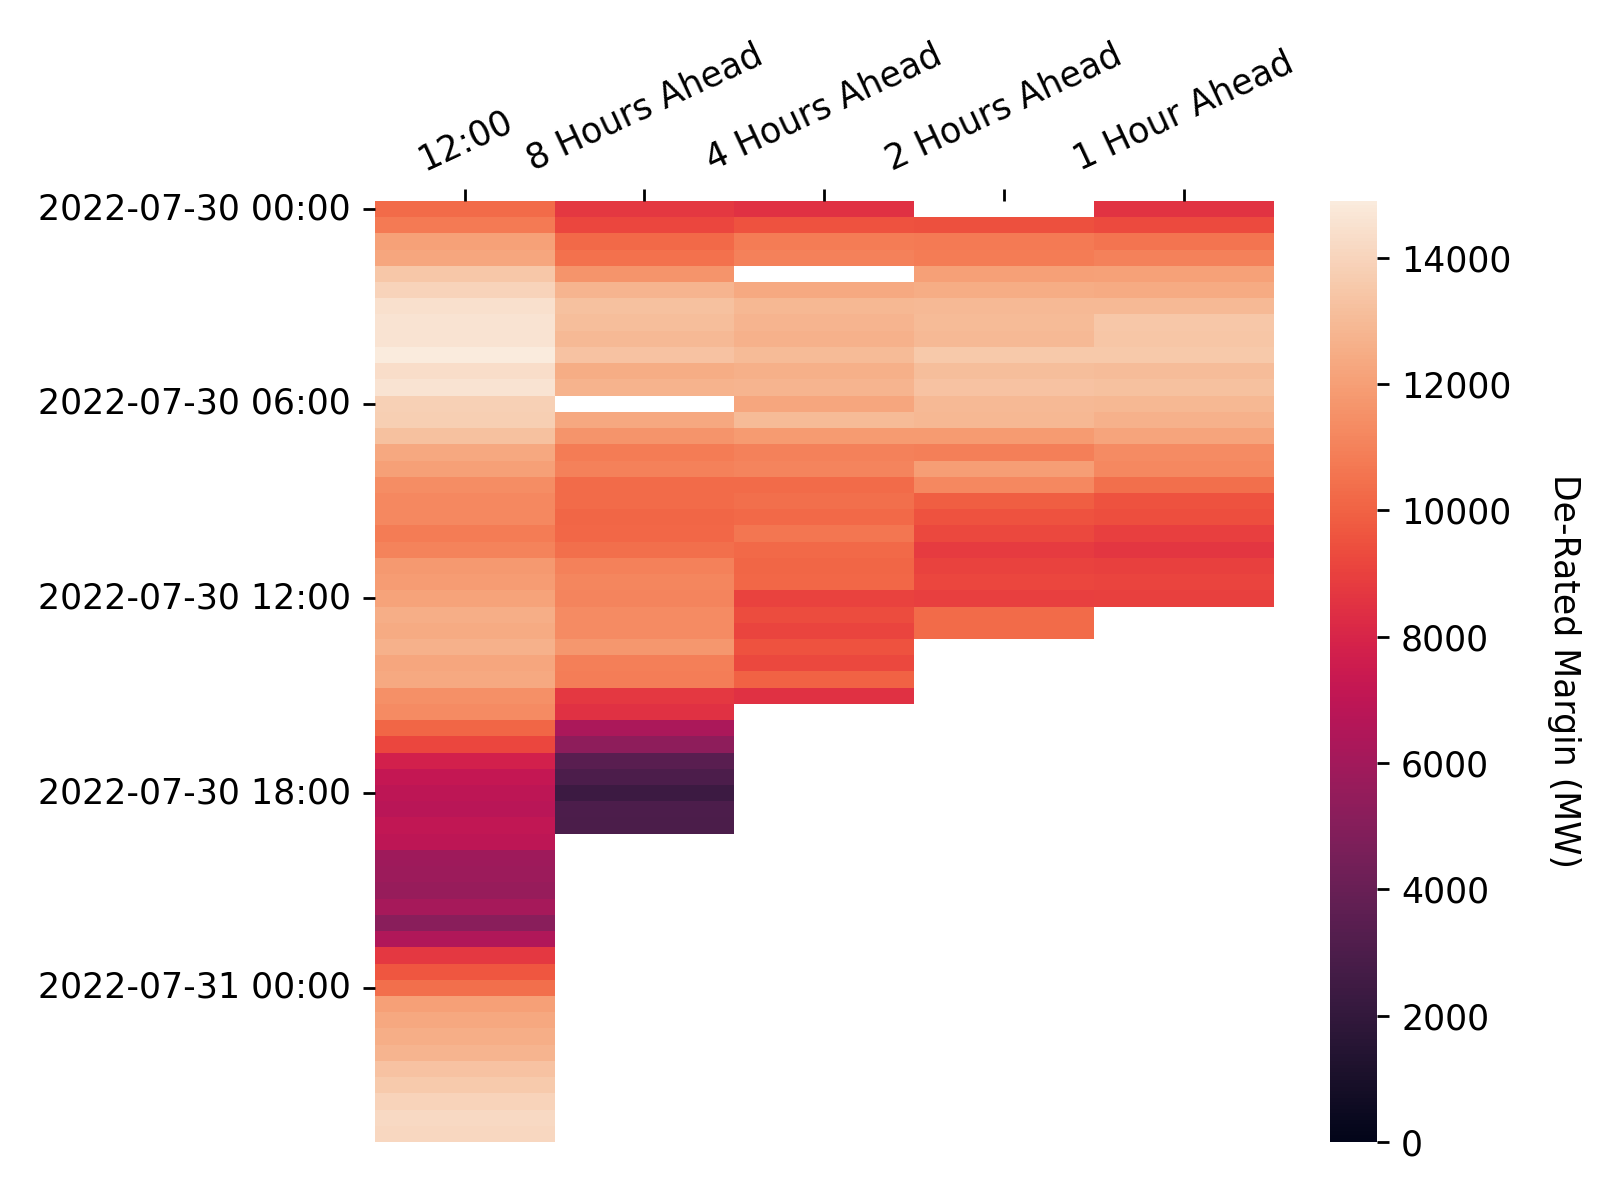 12:00
8 Hours Ahead
4 Hours Ahead
2 Hours Ahead
1 Hour Ahead
2022-07-30 00:00
2022-07-30 06:00
2022-07-30 12:00
2022-07-30 18:00
2022-07-31 00:00
14000
12000
10000
8000
6000
4000
2000
0
De-Rated Margin (MW)